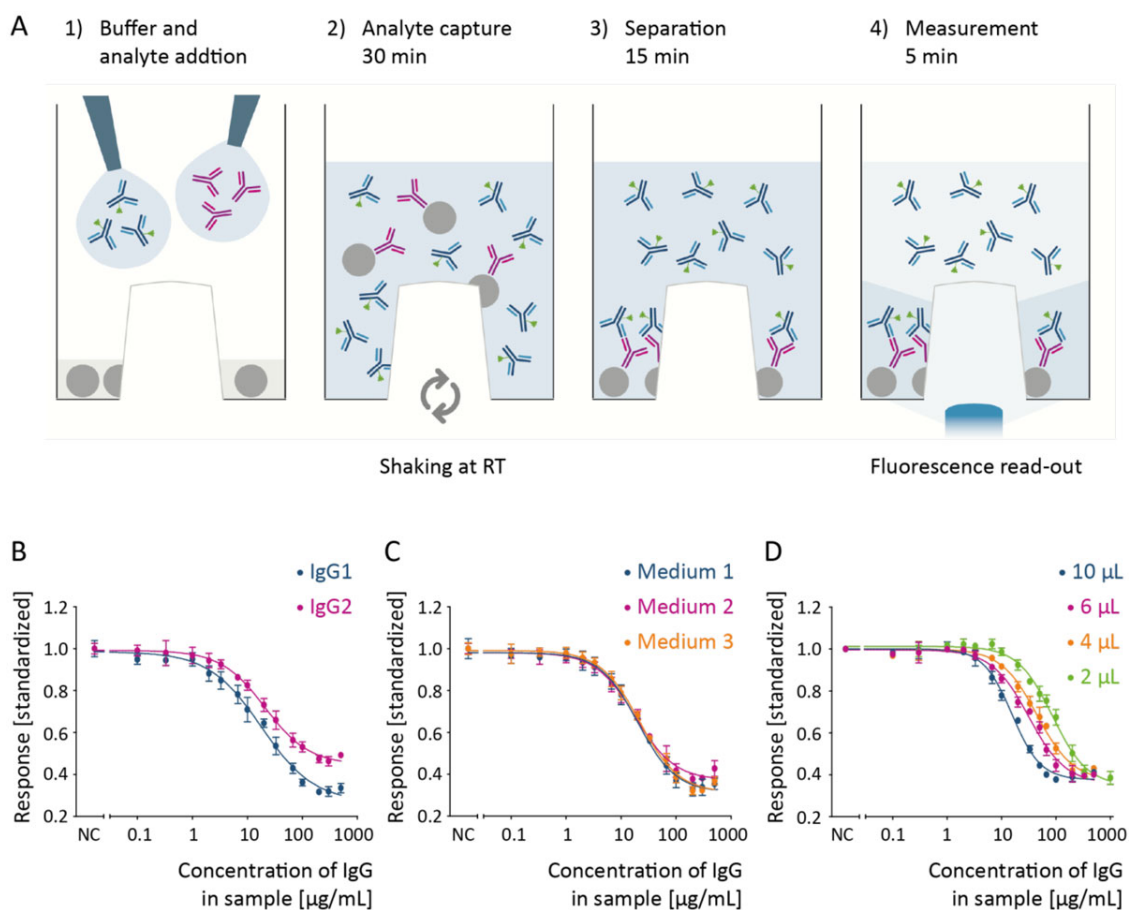 A
1) Buffer and
analyte addtion
2) Analyte capture
30 min
3) Separation
15 min
4) Measurement
5 min
Shaking at RT
Fluorescence read-out
B
IgG1
IgG2
Response [standardized]
1.2
1.0
0.8
0.6
0.4
0.2
NC 0.1 1 10 100 1000
Concentration of IgG
in sample [µg/mL]
C
Medium 1
Medium 2
Medium 3
Response [standardized]
1.2
1.0
0.8
0.6
0.4
0.2
NC 0.1 1 10 100 1000
Concentration of IgG
in sample [µg/mL]
D
10 µL
6 µL
4 µL
2 µL
Response [standardized]
1.2
1.0
0.8
0.6
0.4
0.2
NC 0.1 1 10 100 1000
Concentration of IgG
in sample [µg/mL]